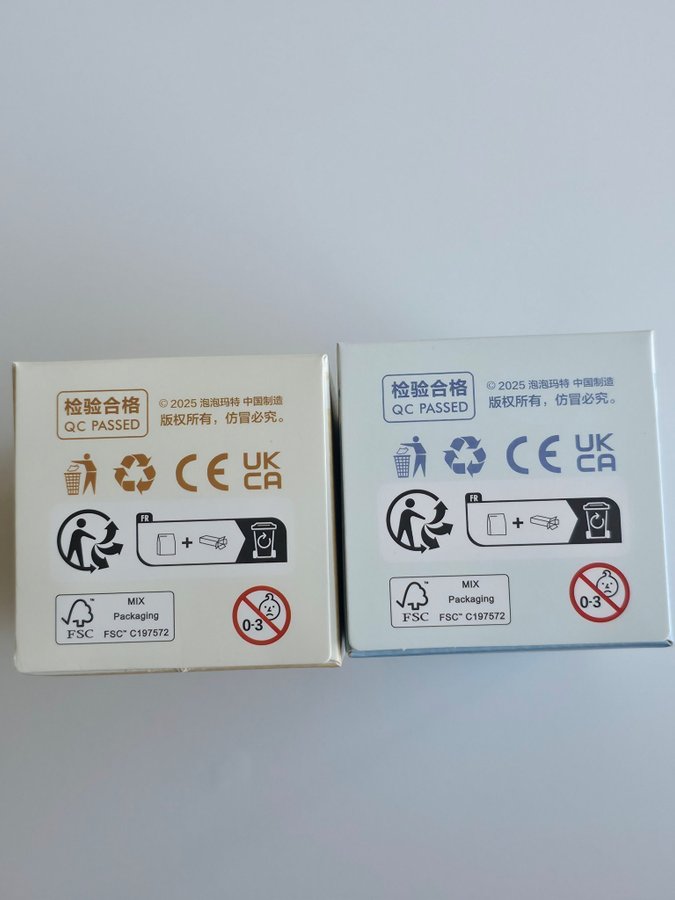 检验合格
QC PASSED
© 2025 泡泡玛特 中国制造
版权所有，仿冒必究。
CE
UK
CA
FR
+
FSC™
MIX
Packaging
FSC™ C197572
0-3
检验合格
QC PASSED
© 2025 泡泡玛特 中国制造
版权所有，仿冒必究。
CE
UK
CA
FR
+
FSC™
MIX
Packaging
FSC™ C197572
0-3